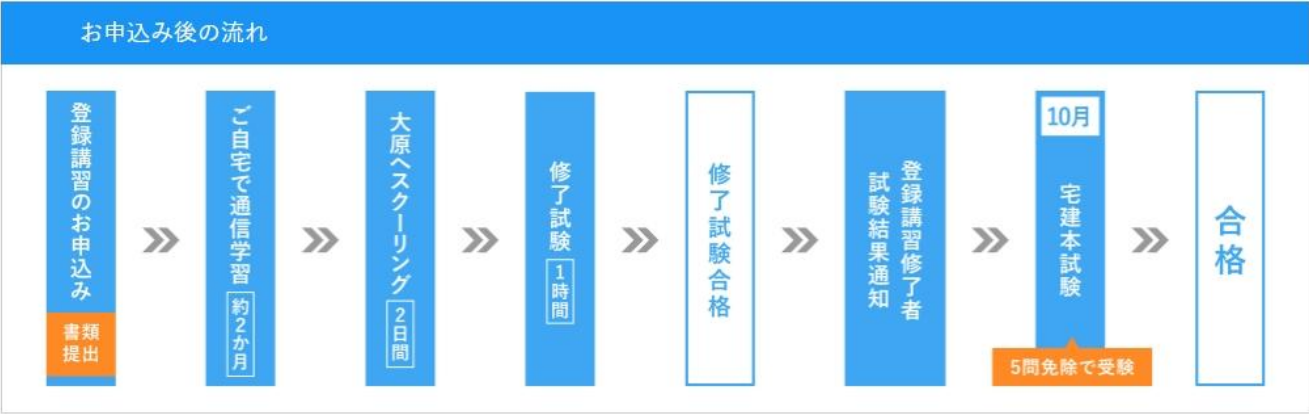 お申込み後の流れ
登録講習のお申込み
書類
提出
ご自宅で通信学習
約2か月
大原へスクーリング
2日間
修了試験
1時間
修了試験合格
登録講習修了者
試験結果通知
10月
宅建本試験
5問免除で受験
合格